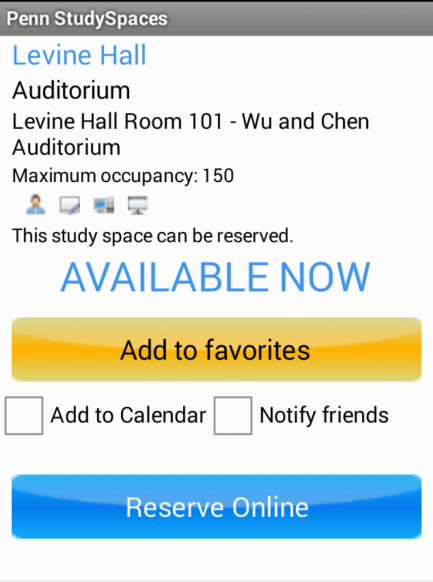 Penn StudySpaces
Levine Hall
Auditorium
Levine Hall Room 101 - Wu and Chen
Auditorium
Maximum occupancy: 150
This study space can be reserved.
AVAILABLE NOW
Add to favorites
Add to Calendar Notify friends
Reserve Online